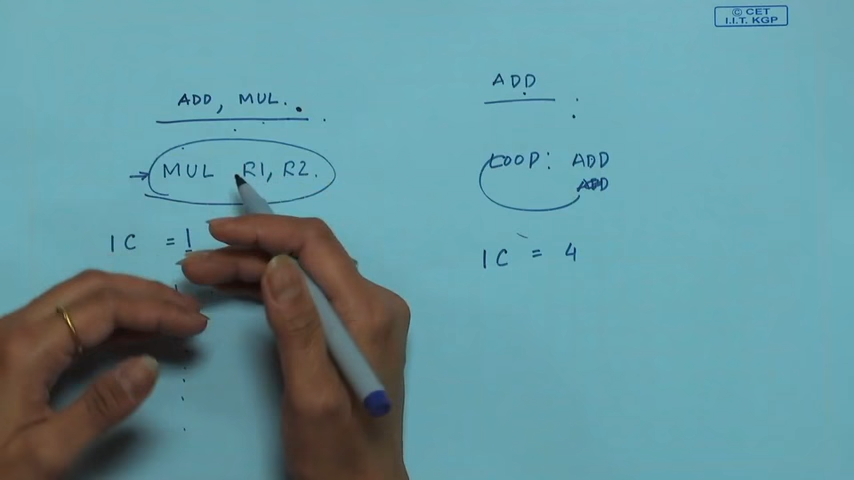 © CET
I.I.T. KGP
ADD, MUL..
MUL R1, R2.
IC = 1
ADD
LOOP: ADD
ADD
IC = 4